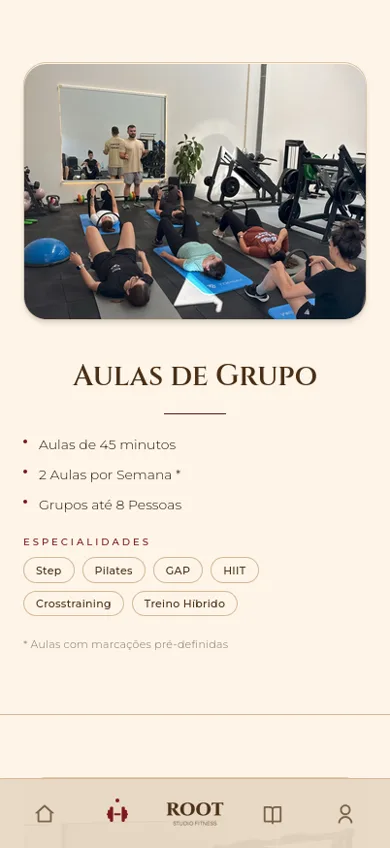 Aulas de Grupo
Aulas de 45 minutos
2 Aulas por Semana *
Grupos até 8 Pessoas
ESPECIALIDADES
Step
Pilates
GAP
HIIT
Crosstraining
Treino Híbrido
* Aulas com marcações pré-definidas
ROOT
STUDIO FITNESS